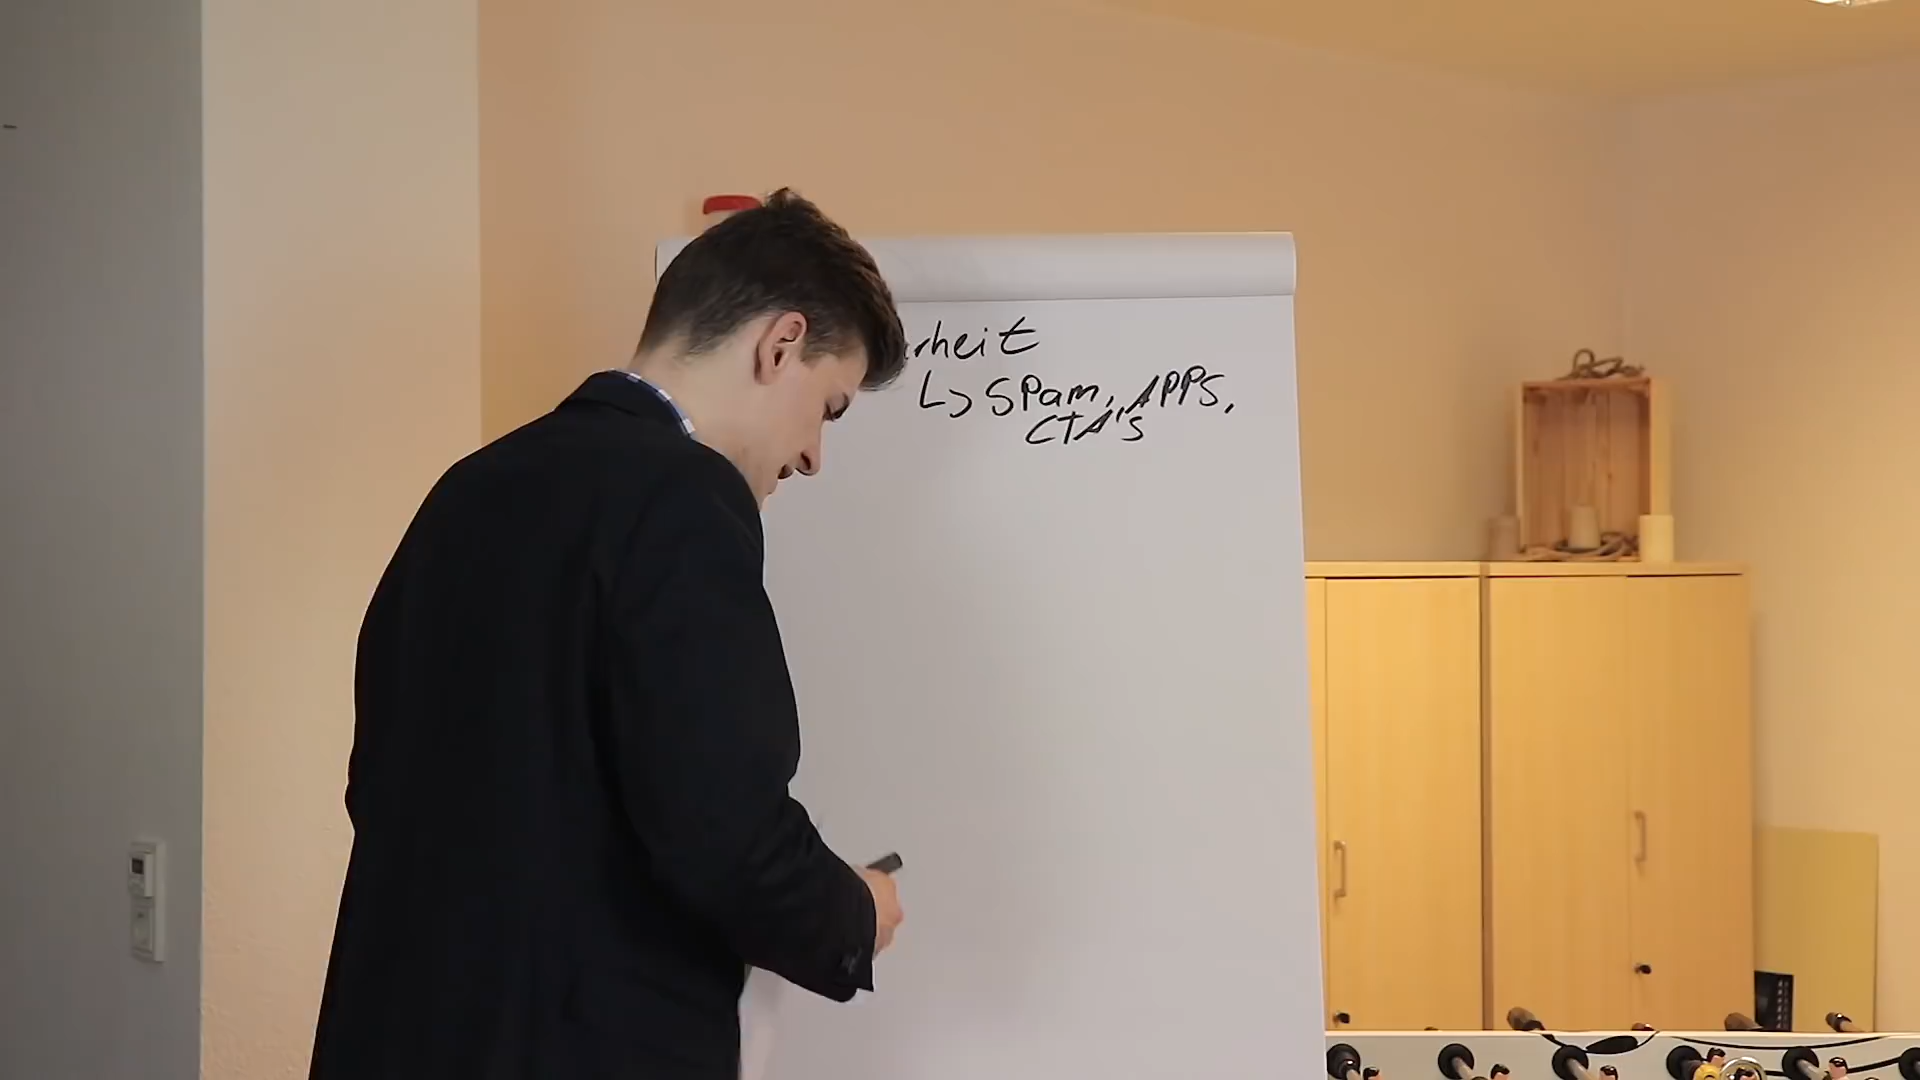 rheit
↳ SPam, APPS,
CTA's